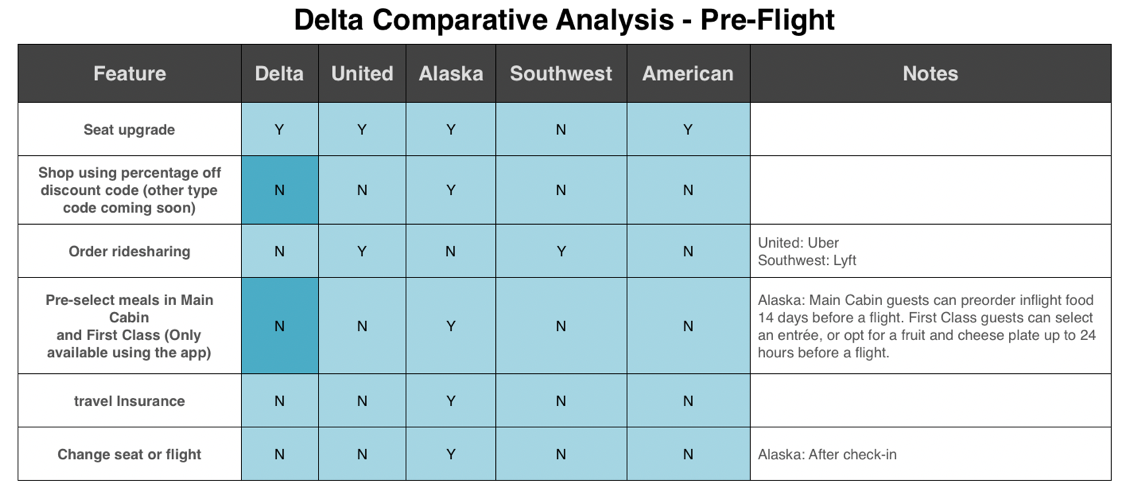 Delta Comparative Analysis - Pre-Flight
Feature Delta United Alaska Southwest American Notes
Seat upgrade Y Y Y N Y
Shop using percentage off
discount code (other type
code coming soon)
N N Y N N
Order ridesharing N Y N Y N
United: Uber
Southwest: Lyft
Pre-select meals in Main
Cabin
and First Class (Only
available using the app)
N N Y N N
Alaska: Main Cabin guests can preorder inflight food
14 days before a flight. First Class guests can select
an entrée, or opt for a fruit and cheese plate up to 24
hours before a flight.
travel Insurance N N Y N N
Change seat or flight N N Y N N Alaska: After check-in